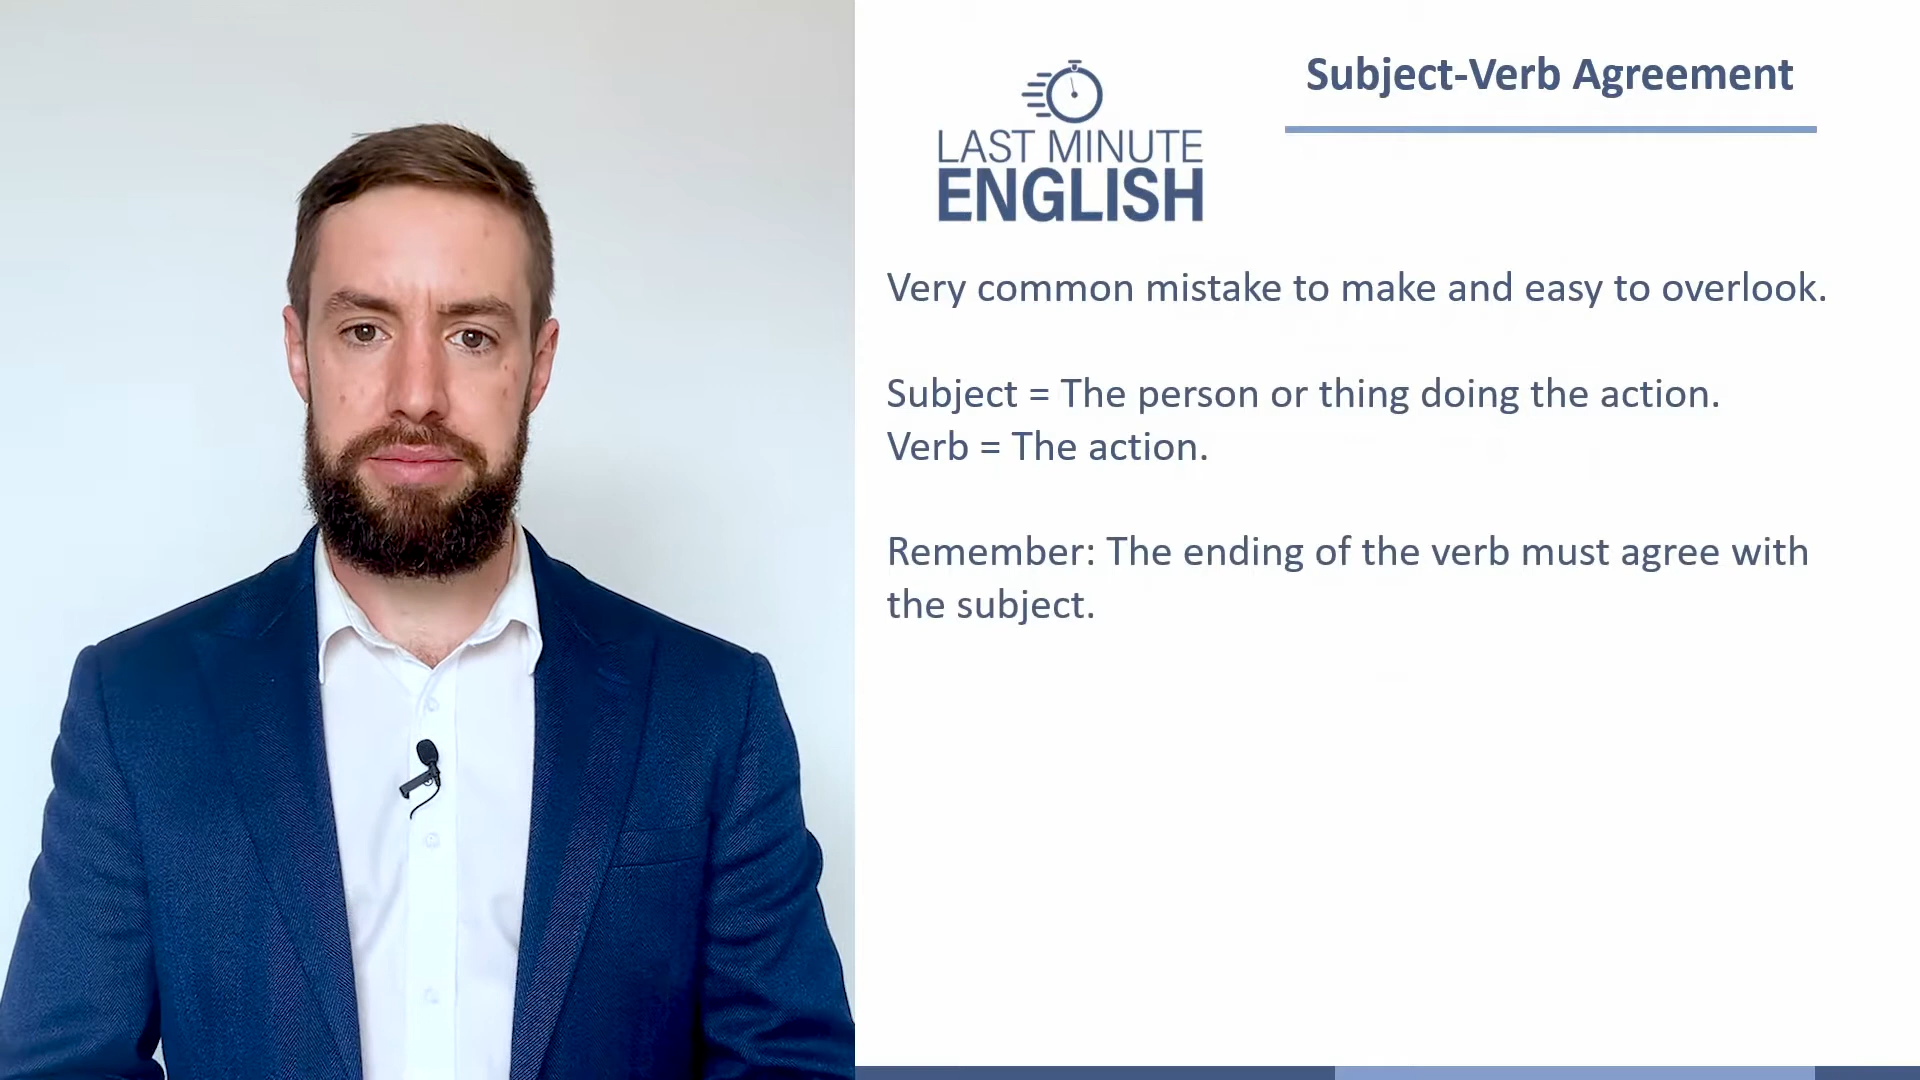 Subject-Verb Agreement
LAST MINUTE
ENGLISH
Very common mistake to make and easy to overlook.
Subject = The person or thing doing the action.
Verb = The action.
Remember: The ending of the verb must agree with
the subject.